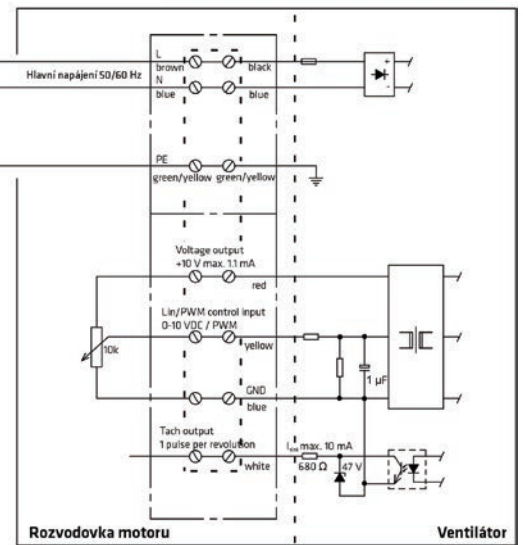 L
brown
black
Hlavní napájení 50/60 Hz
N
blue
blue
PE
green/yellow
green/yellow
Voltage output
+10 V max. 1.1 mA
red
Lin/PWM control input
0-10 VDC / PWM
10k
yellow
1 µF
GND
blue
Tach output
1 pulse per revolution
white
max. 10 mA
680 Ω
47 V
Rozvodovka motoru
Ventilátor